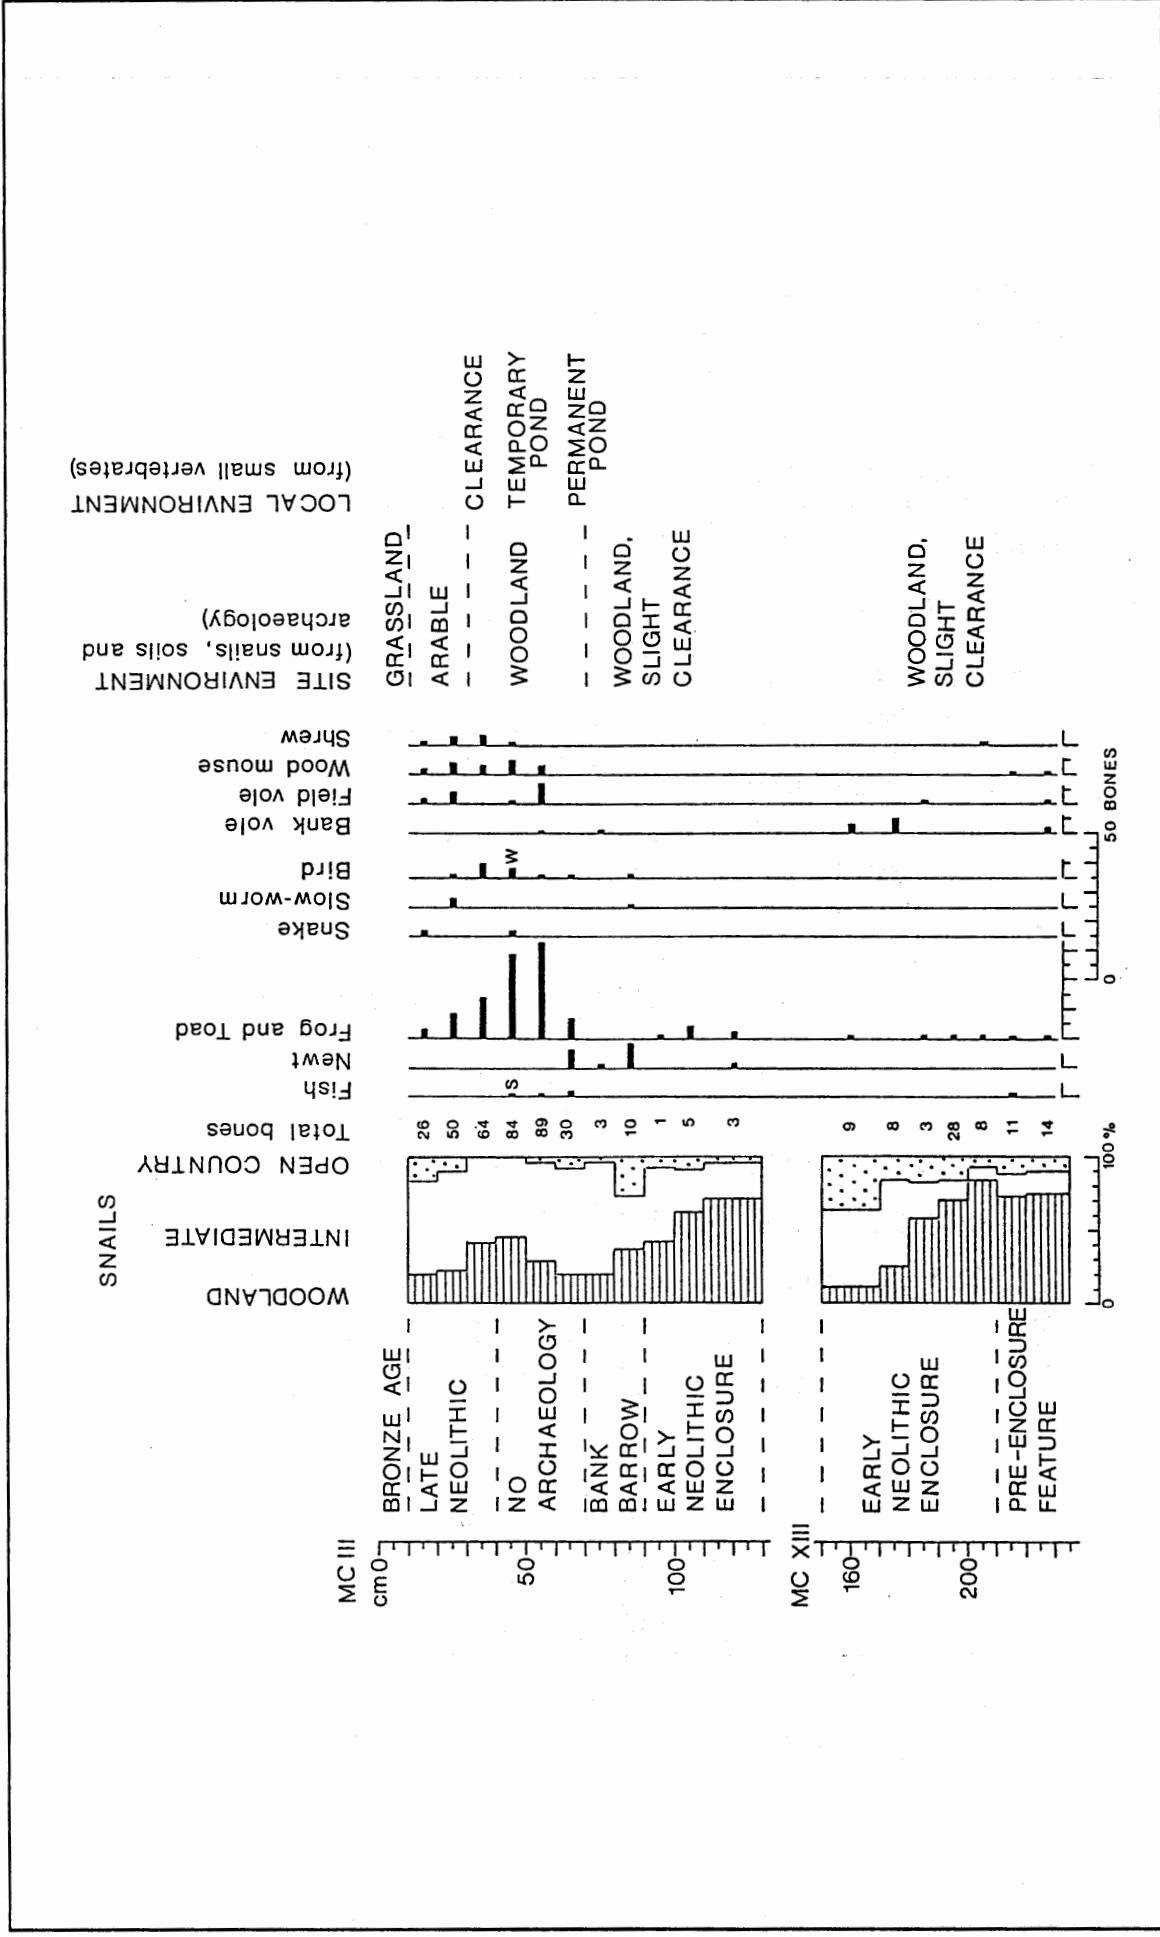 SNAILS
WOODLAND
INTERMEDIATE
OPEN COUNTRY
Total bones
Fish
Newt
Frog and Toad
Snake
Slow-worm
Bird
Bank vole
Field vole
Wood mouse
Shrew
SITE ENVIRONMENT
(from snails, soils and
archaeology)
LOCAL ENVIRONMENT
(from small vertebrates)
MC III
cm 0
50
100
BRONZE AGE
LATE
NEOLITHIC
NO
ARCHAEOLOGY
BANK
BARROW
EARLY
NEOLITHIC
ENCLOSURE
26
50
64
84
89
30
3
10
1
5
3
S
W
GRASSLAND
ARABLE
WOODLAND
WOODLAND,
SLIGHT
CLEARANCE
CLEARANCE
TEMPORARY
POND
PERMANENT
POND
MC XIII
160
200
EARLY
NEOLITHIC
ENCLOSURE
PRE-ENCLOSURE
FEATURE
9
8
3
28
8
11
14
WOODLAND,
SLIGHT
CLEARANCE
0
100%
0
50 BONES